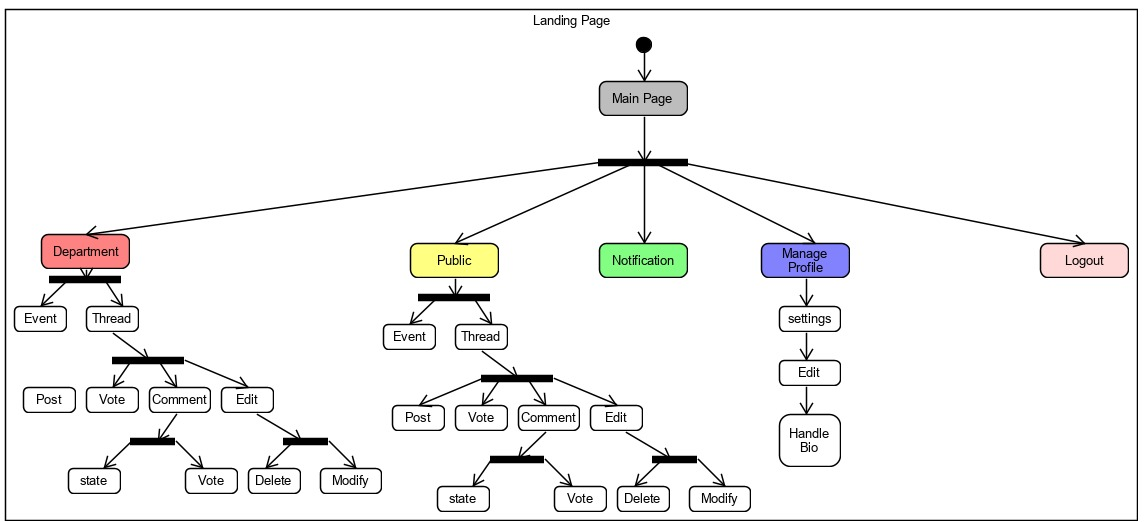 Landing Page
Main Page
Department
Public
Notification
Manage
Profile
Logout
Event
Thread
Event
Thread
settings
Post
Vote
Comment
Edit
Post
Vote
Comment
Edit
Edit
Handle
Bio
state
Vote
Delete
Modify
state
Vote
Delete
Modify